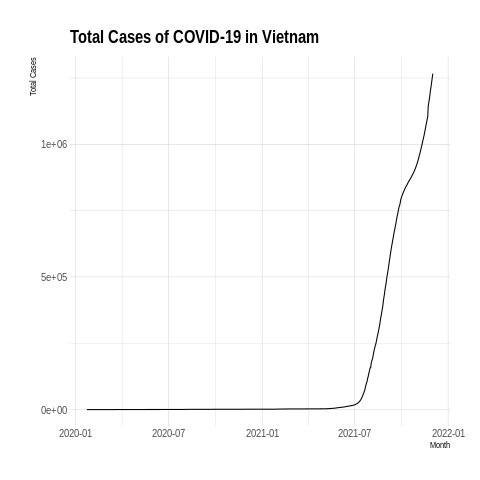 Total Cases of COVID-19 in Vietnam
Total Cases
1e+06
5e+05
0e+00
2020-01 2020-07 2021-01 2021-07 2022-01
Month